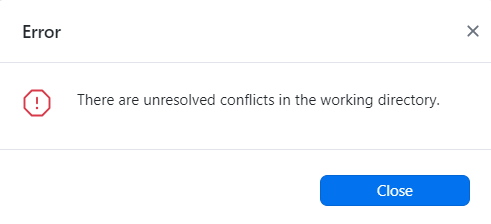 Error
There are unresolved conflicts in the working directory.
Close